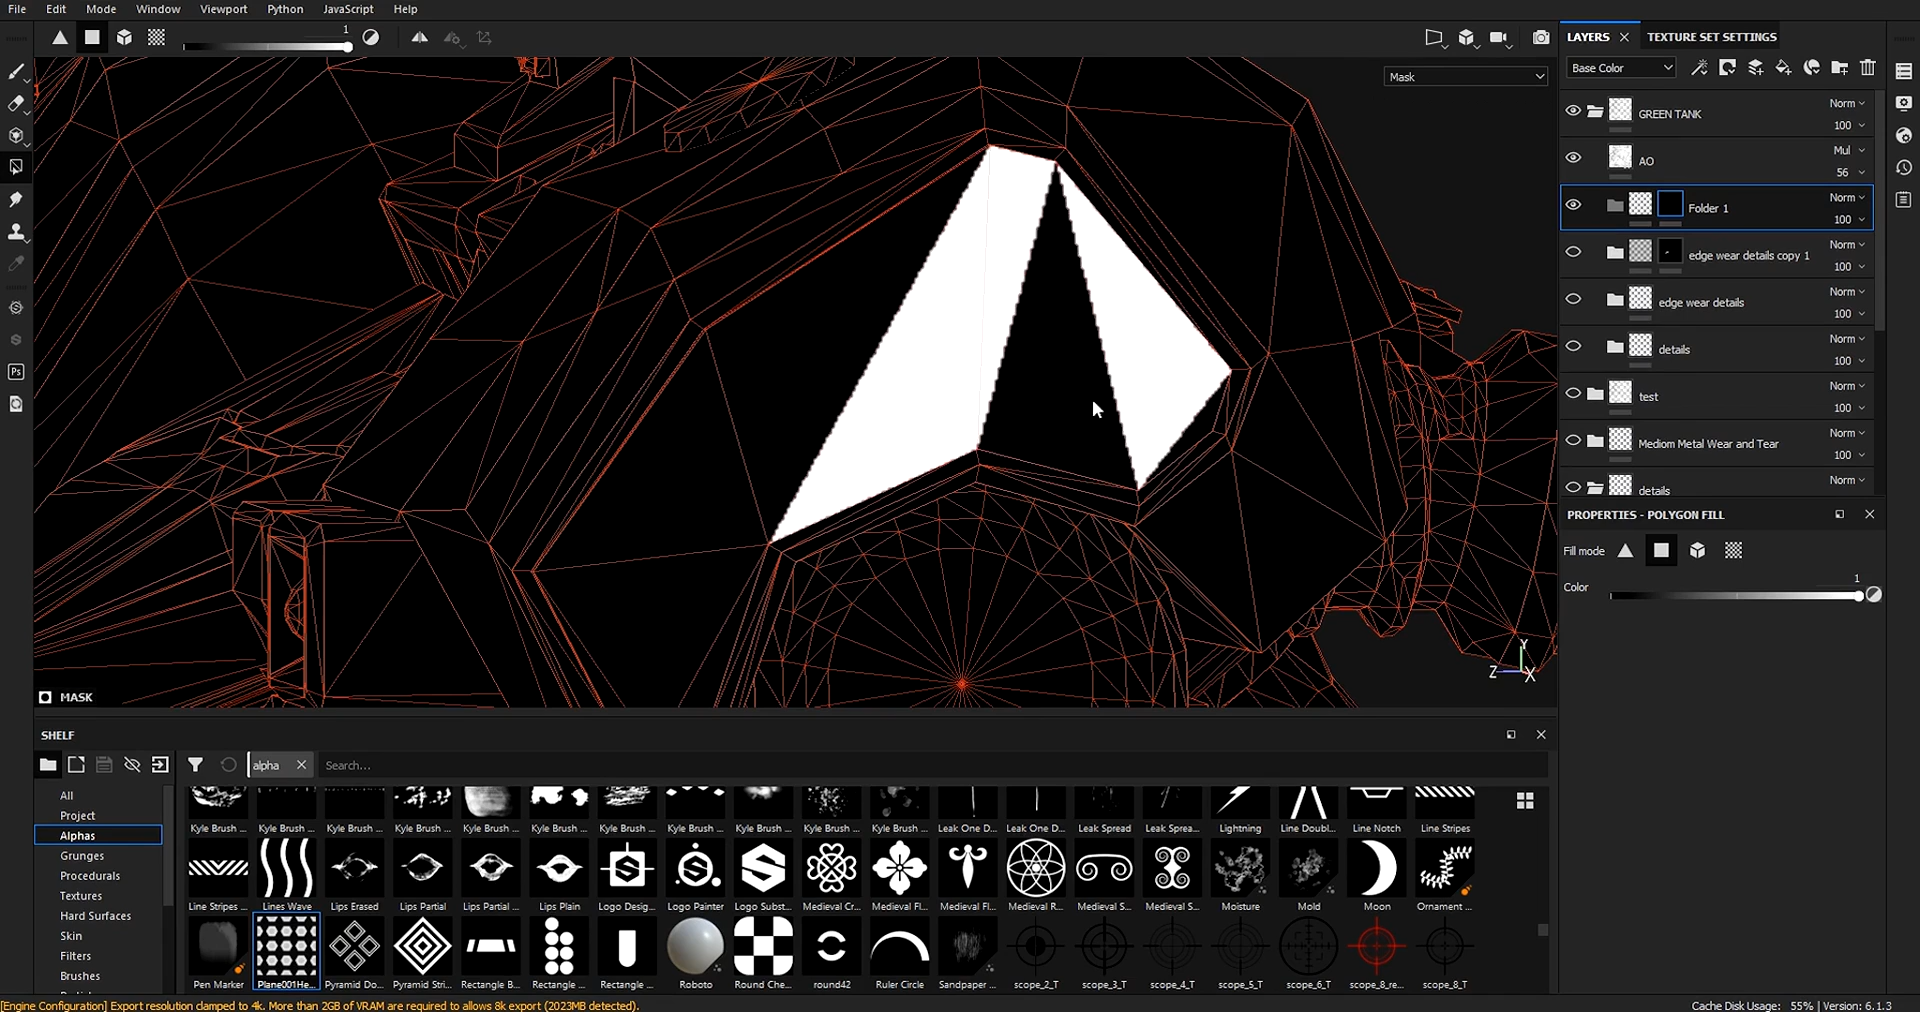 File Edit Mode Window Viewport Python JavaScript Help
1
Mask
LAYERS TEXTURE SET SETTINGS
Base Color
GREEN TANK Norm 100
AO Mul 56
Folder 1 Norm 100
edge wear details copy 1 Norm 100
edge wear details Norm 100
details Norm 100
test Norm 100
Mediom Metal Wear and Tear Norm 100
details Norm
PROPERTIES - POLYGON FILL
Fill mode
Color 1
Y
Z X
MASK
SHELF
alpha Search...
All
Project
Alphas
Grunges
Procedurals
Textures
Hard Surfaces
Skin
Filters
Brushes
Kyle Brush ... Kyle Brush ... Kyle Brush ... Kyle Brush ... Kyle Brush ... Kyle Brush ... Kyle Brush ... Kyle Brush ... Kyle Brush ... Kyle Brush ... Kyle Brush ... Leak One D... Leak One D... Leak Spread Leak Sprea... Lightning Line Doubl... Line Notch Line Stripes
Line Stripes ... Lines Wave Lips Erased Lips Partial Lips Partial ... Lips Plain Logo Desig... Logo Painter Logo Subst... Medieval Cr... Medieval Fl... Medieval Fl... Medieval R... Medieval S... Medieval S... Moisture Mold Moon Ornament ...
Pen Marker Plane001He... Pyramid Do... Pyramid Stri... Rectangle B... Rectangle ... Rectangle ... Roboto Round Che... round42 Ruler Circle Sandpaper ... scope_2_T scope_3_T scope_4_T scope_5_T scope_6_T scope_8_re... scope_8_T
[Engine Configuration] Export resolution clamped to 4k. More than 2GB of VRAM are required to allows 8k export (2023MB detected). Cache Disk Usage: 55% | Version: 6.1.3